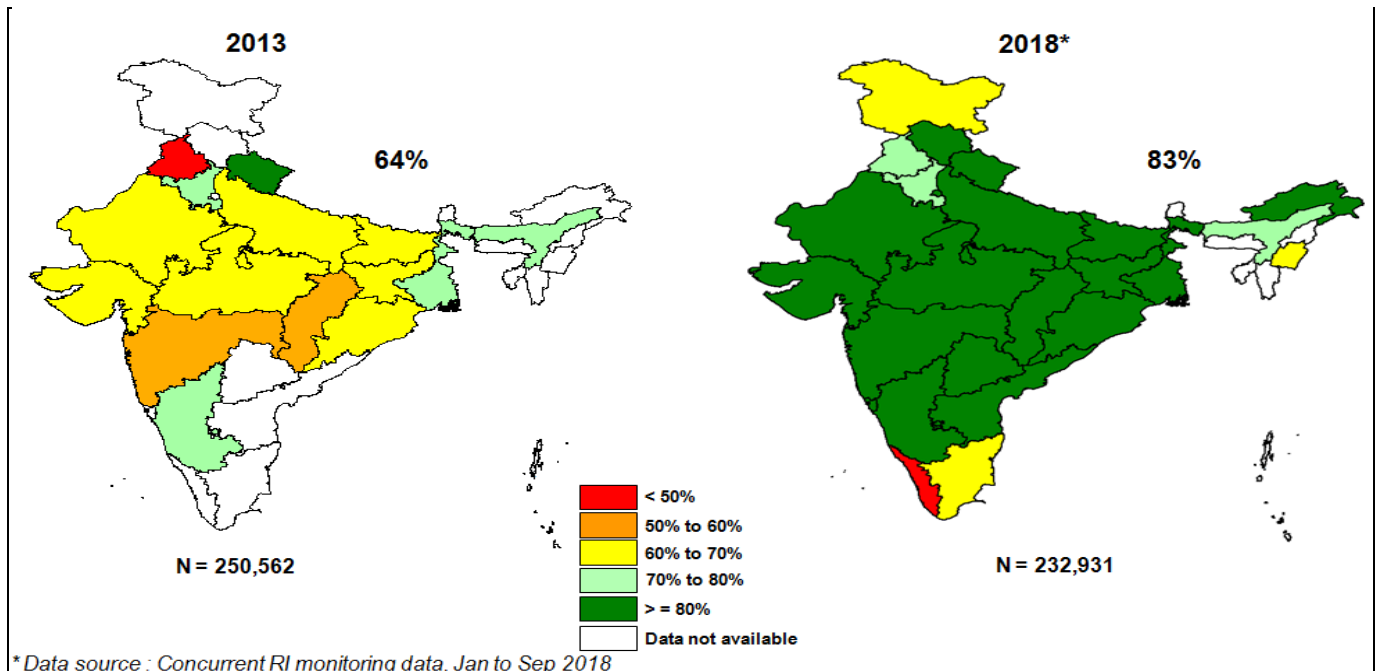 2013
2018*
64%
83%
< 50%
50% to 60%
60% to 70%
70% to 80%
> = 80%
Data not available
N = 250,562
N = 232,931
* Data source : Concurrent RI monitoring data, Jan to Sep 2018